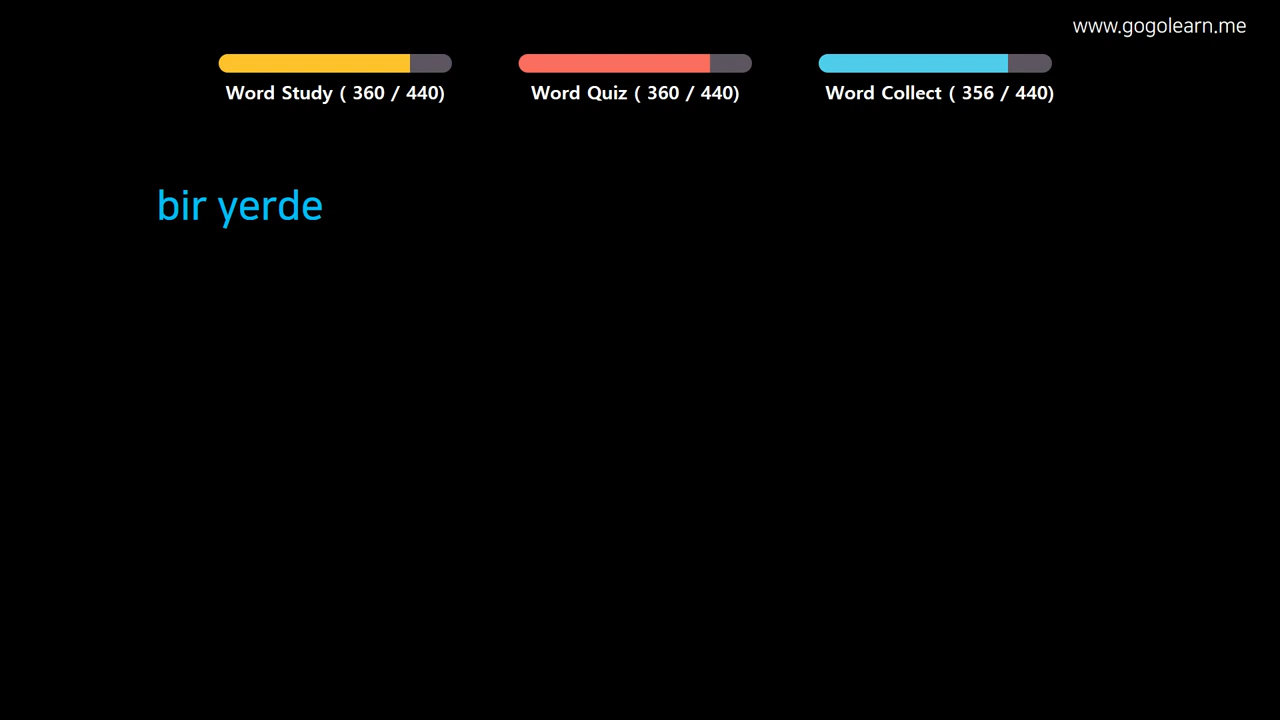 www.gogolearn.me
Word Study ( 360 / 440)
Word Quiz ( 360 / 440)
Word Collect ( 356 / 440)
bir yerde